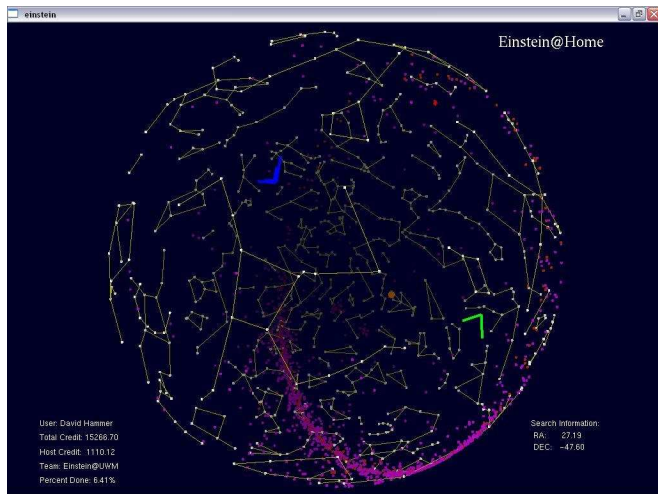 einstein
Einstein@Home
User: David Hammer
Total Credit: 15266.70
Host Credit: 1110.12
Team: Einstein@UWM
Percent Done: 6.41%
Search Information:
RA: 27.19
DEC: -47.60